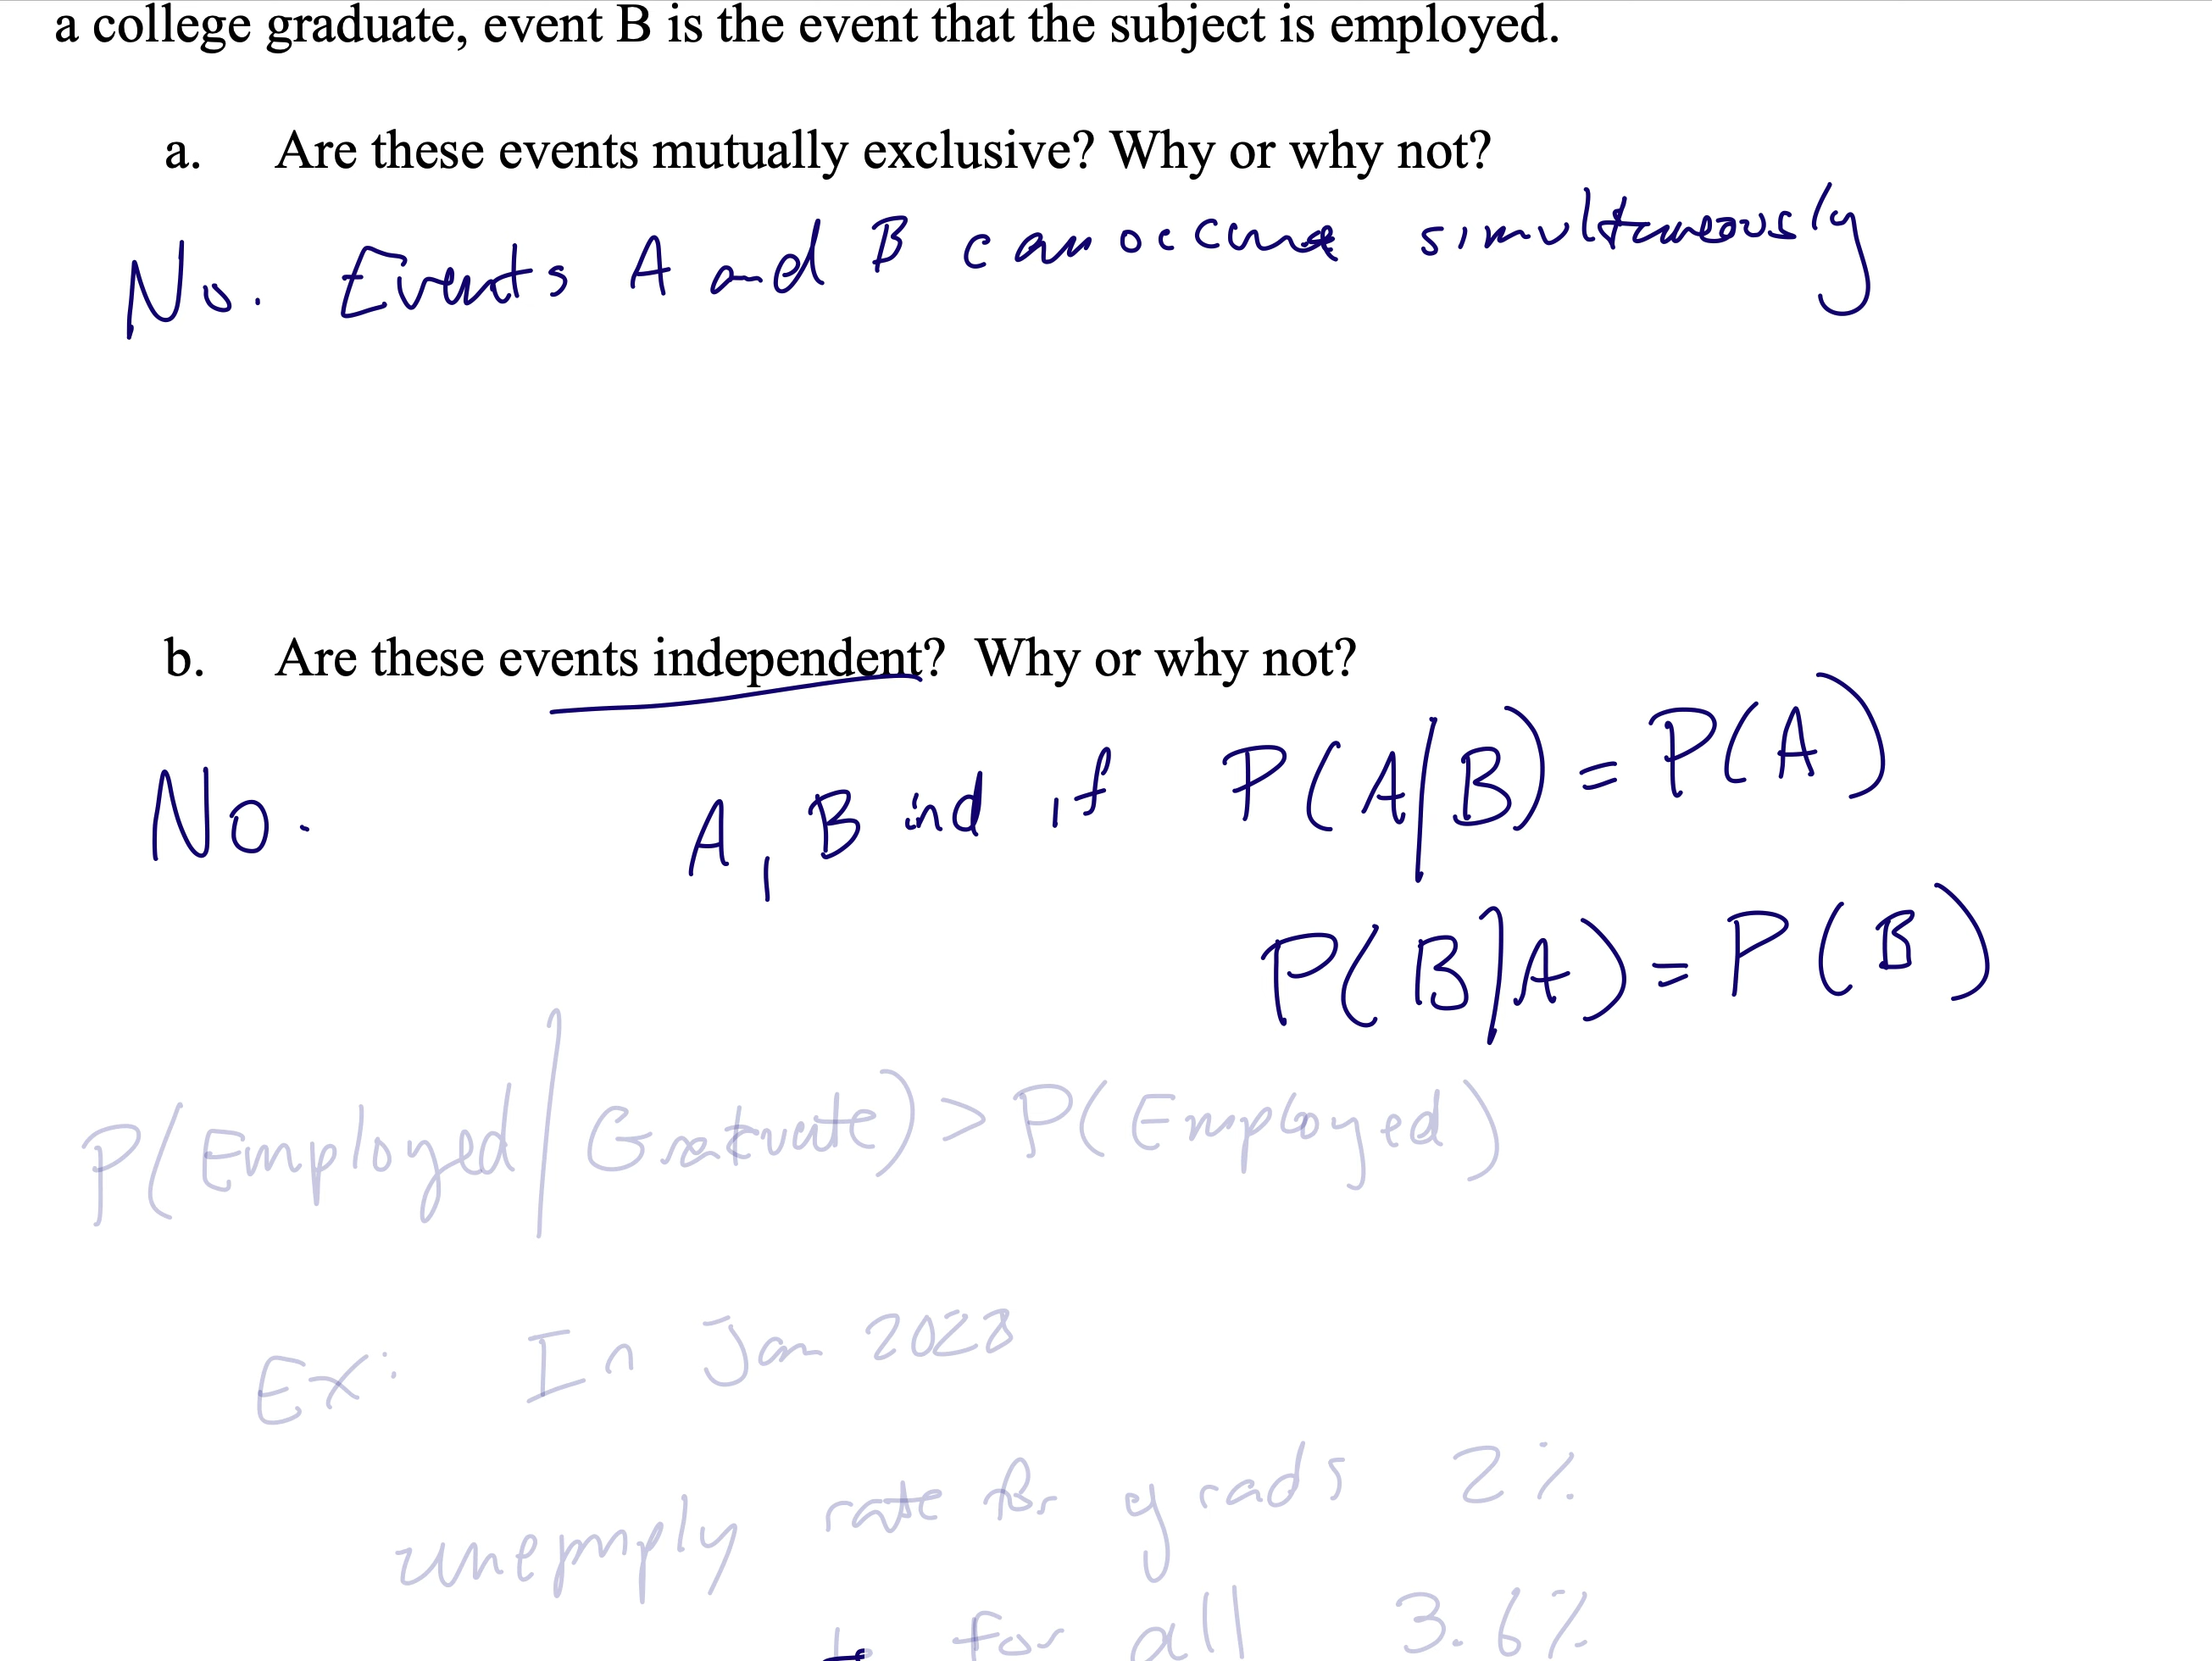 a college graduate, event B is the event that the subject is employed.
a. Are these events mutually exclusive? Why or why not?
No. Events A and B can occur simultaneously
b. Are these events independent? Why or why not?
No. A, B ind if P(A|B) = P(A)
P(B|A) = P(B)
P(Employed|Graduate) > P(Employed)
Ex: In Jan 2023
unemply rate for grads 2%
for all 3.6%